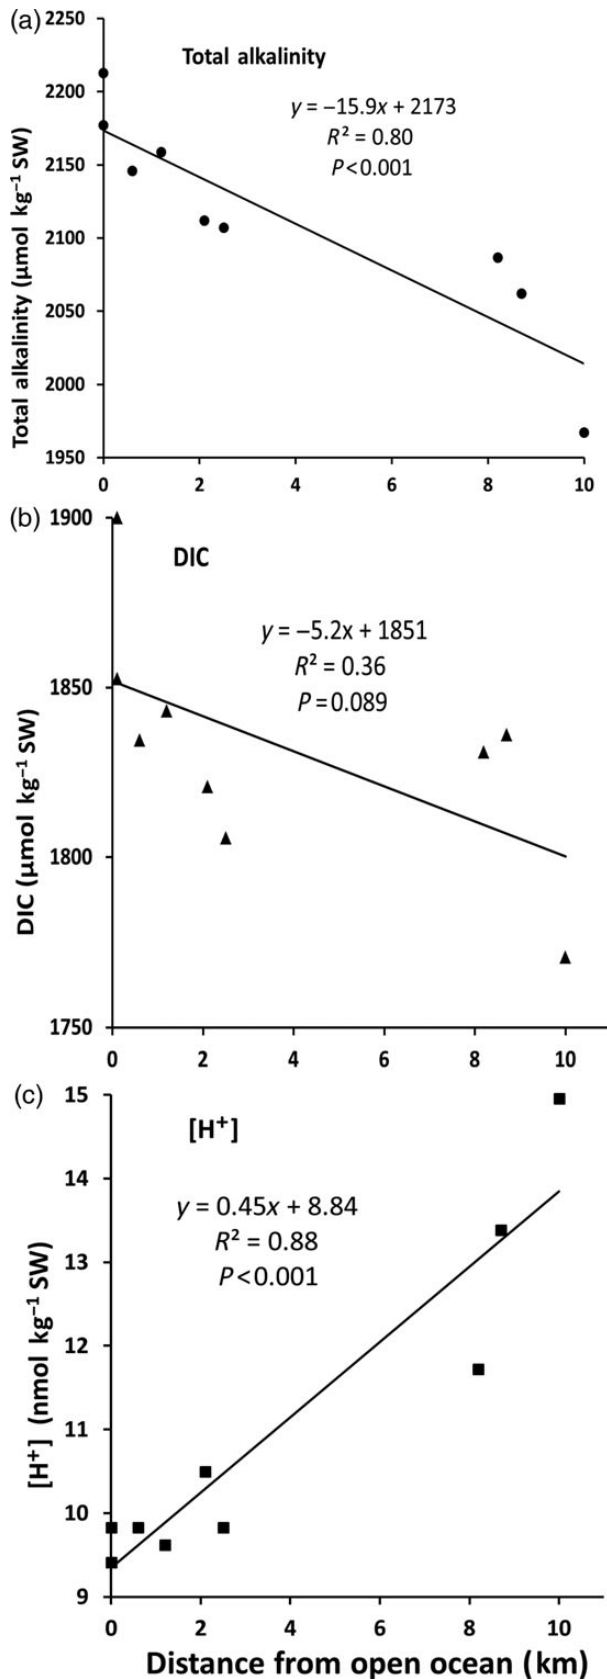 (a)
Total alkalinity
y = −15.9x + 2173
R² = 0.80
P<0.001
Total alkalinity (µmol kg⁻¹ SW)
2250
2200
2150
2100
2050
2000
1950
0 2 4 6 8 10
(b)
DIC
y = −5.2x + 1851
R² = 0.36
P = 0.089
DIC (µmol kg⁻¹ SW)
1900
1850
1800
1750
0 2 4 6 8 10
(c)
[H⁺]
y = 0.45x + 8.84
R² = 0.88
P<0.001
[H⁺] (nmol kg⁻¹ SW)
15
14
13
12
11
10
9
0 2 4 6 8 10
Distance from open ocean (km)